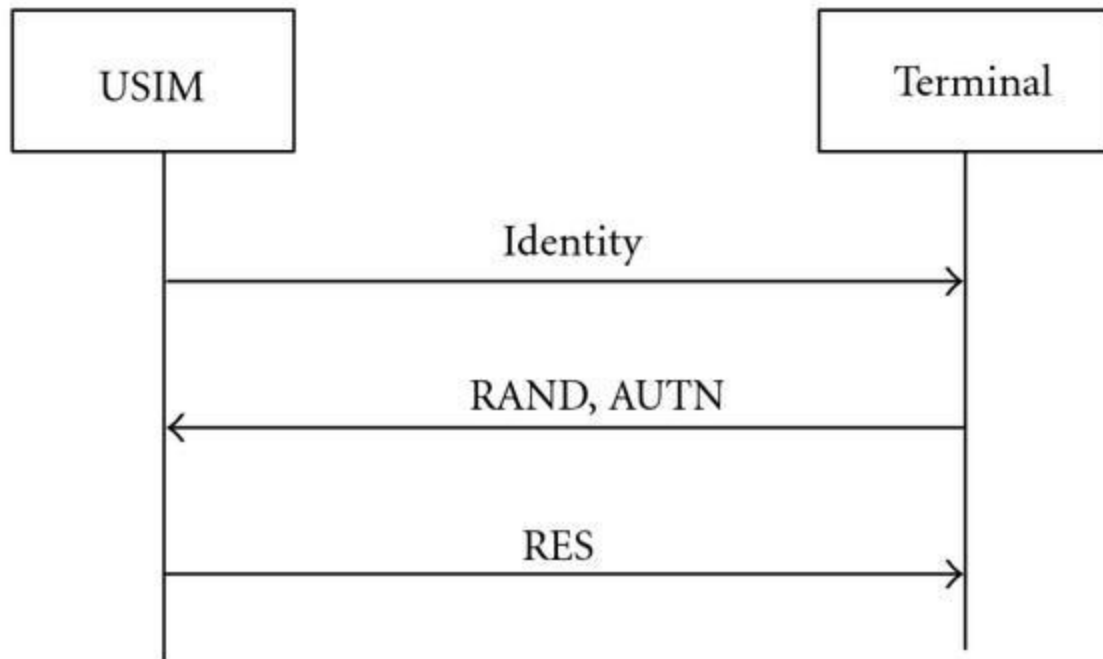 USIM
Terminal
Identity
RAND, AUTN
RES